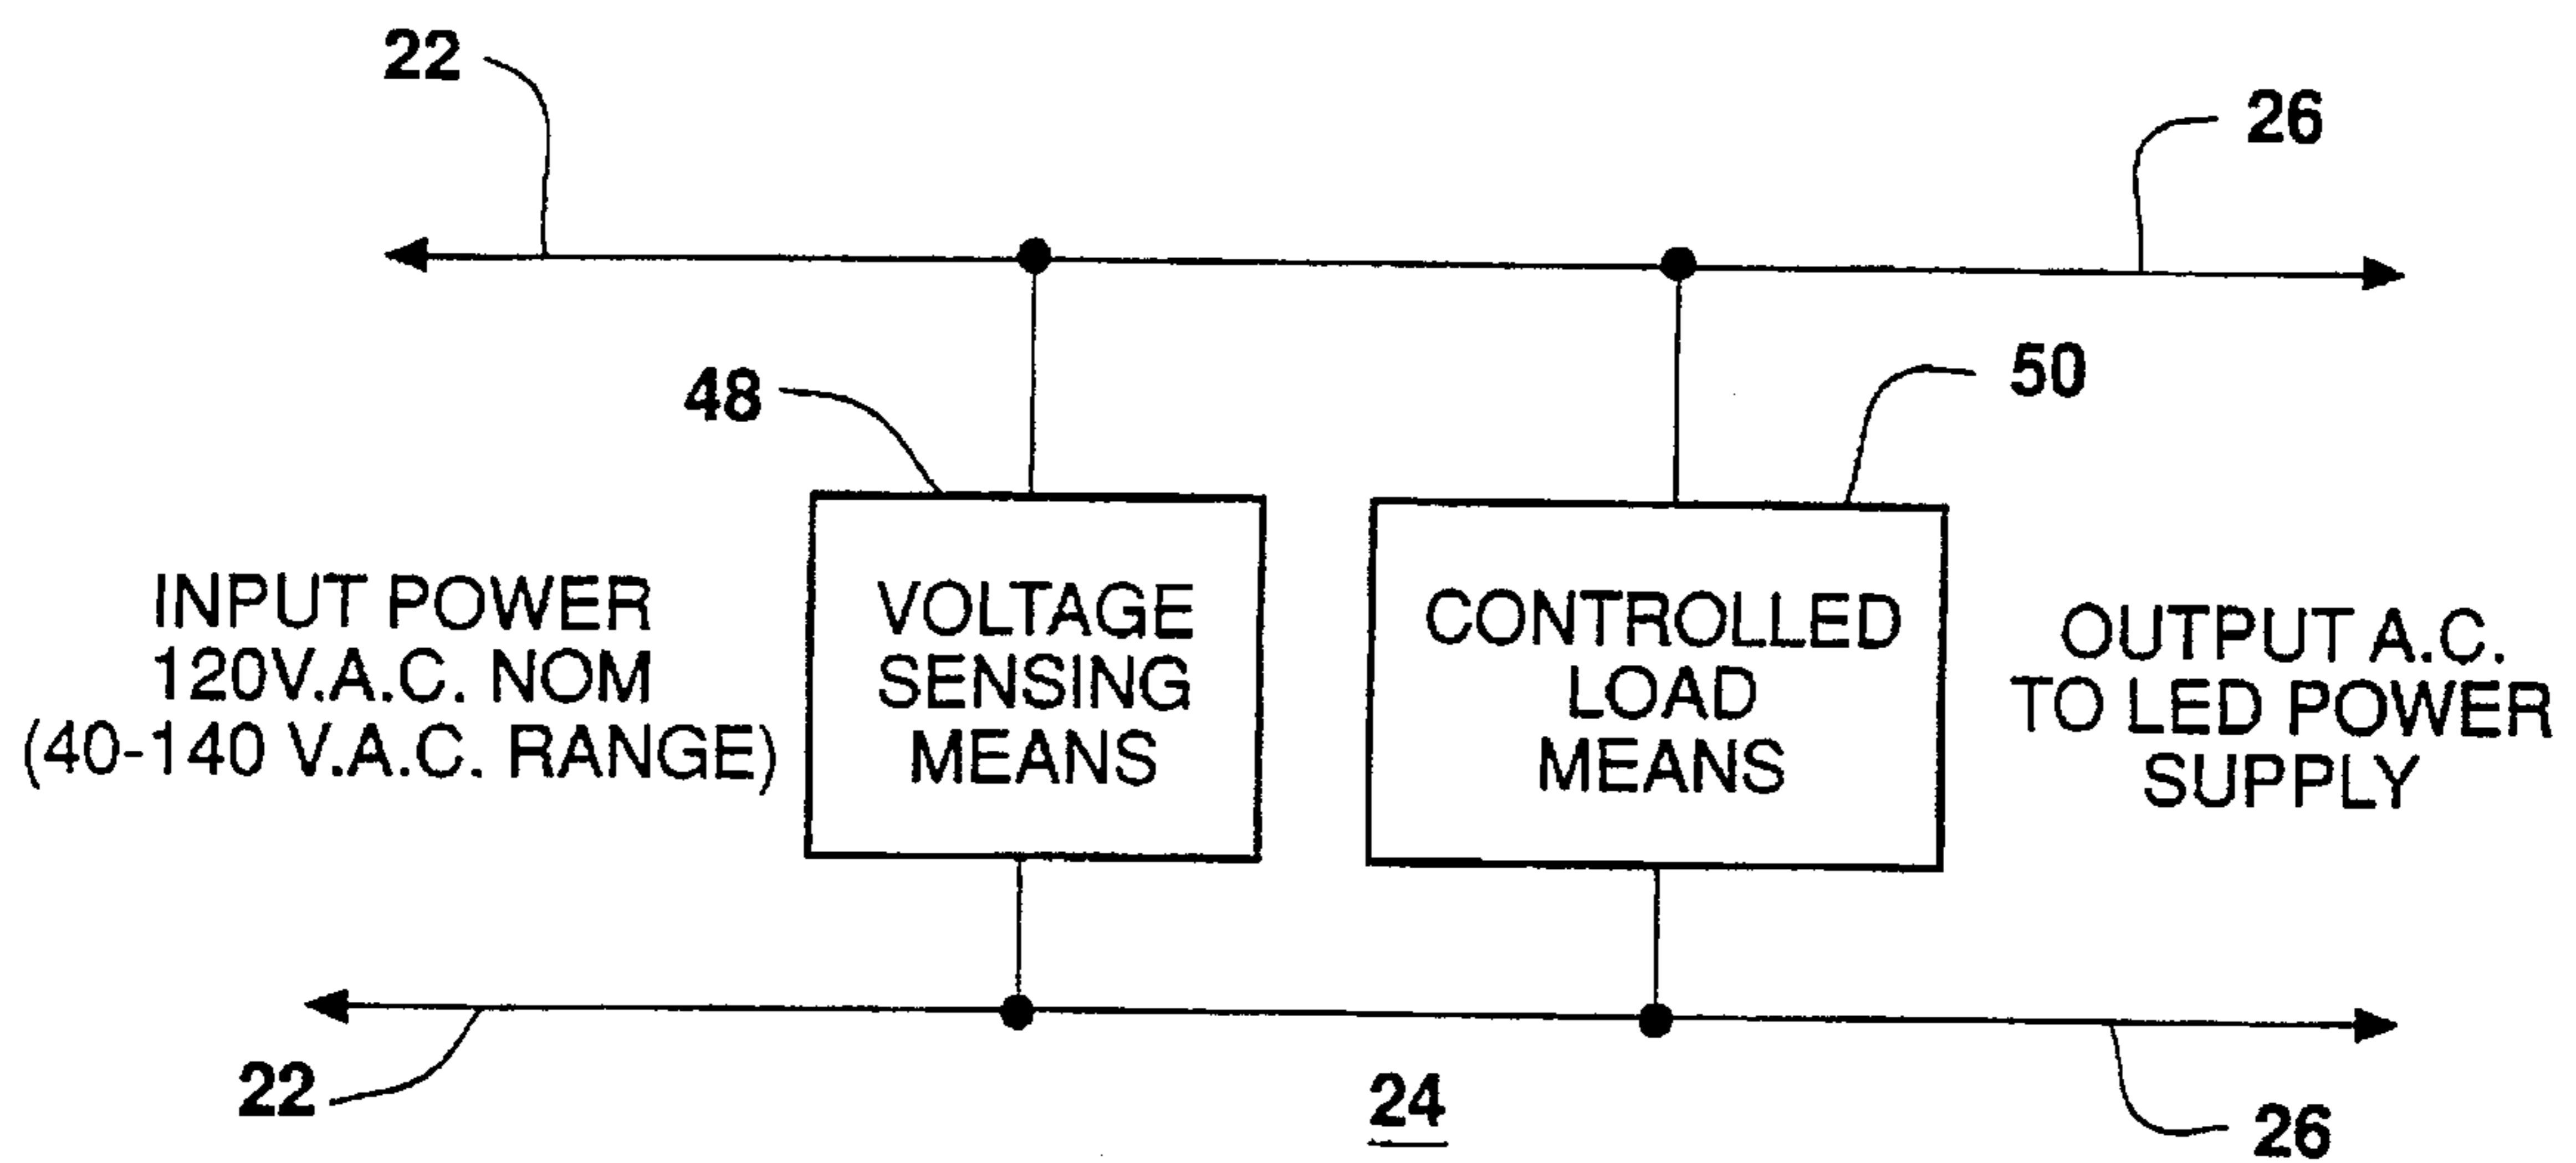 22
26
48
50
INPUT POWER
120V.A.C. NOM
(40-140 V.A.C. RANGE)
VOLTAGE
SENSING
MEANS
CONTROLLED
LOAD
MEANS
OUTPUT A.C.
TO LED POWER
SUPPLY
22
24
26